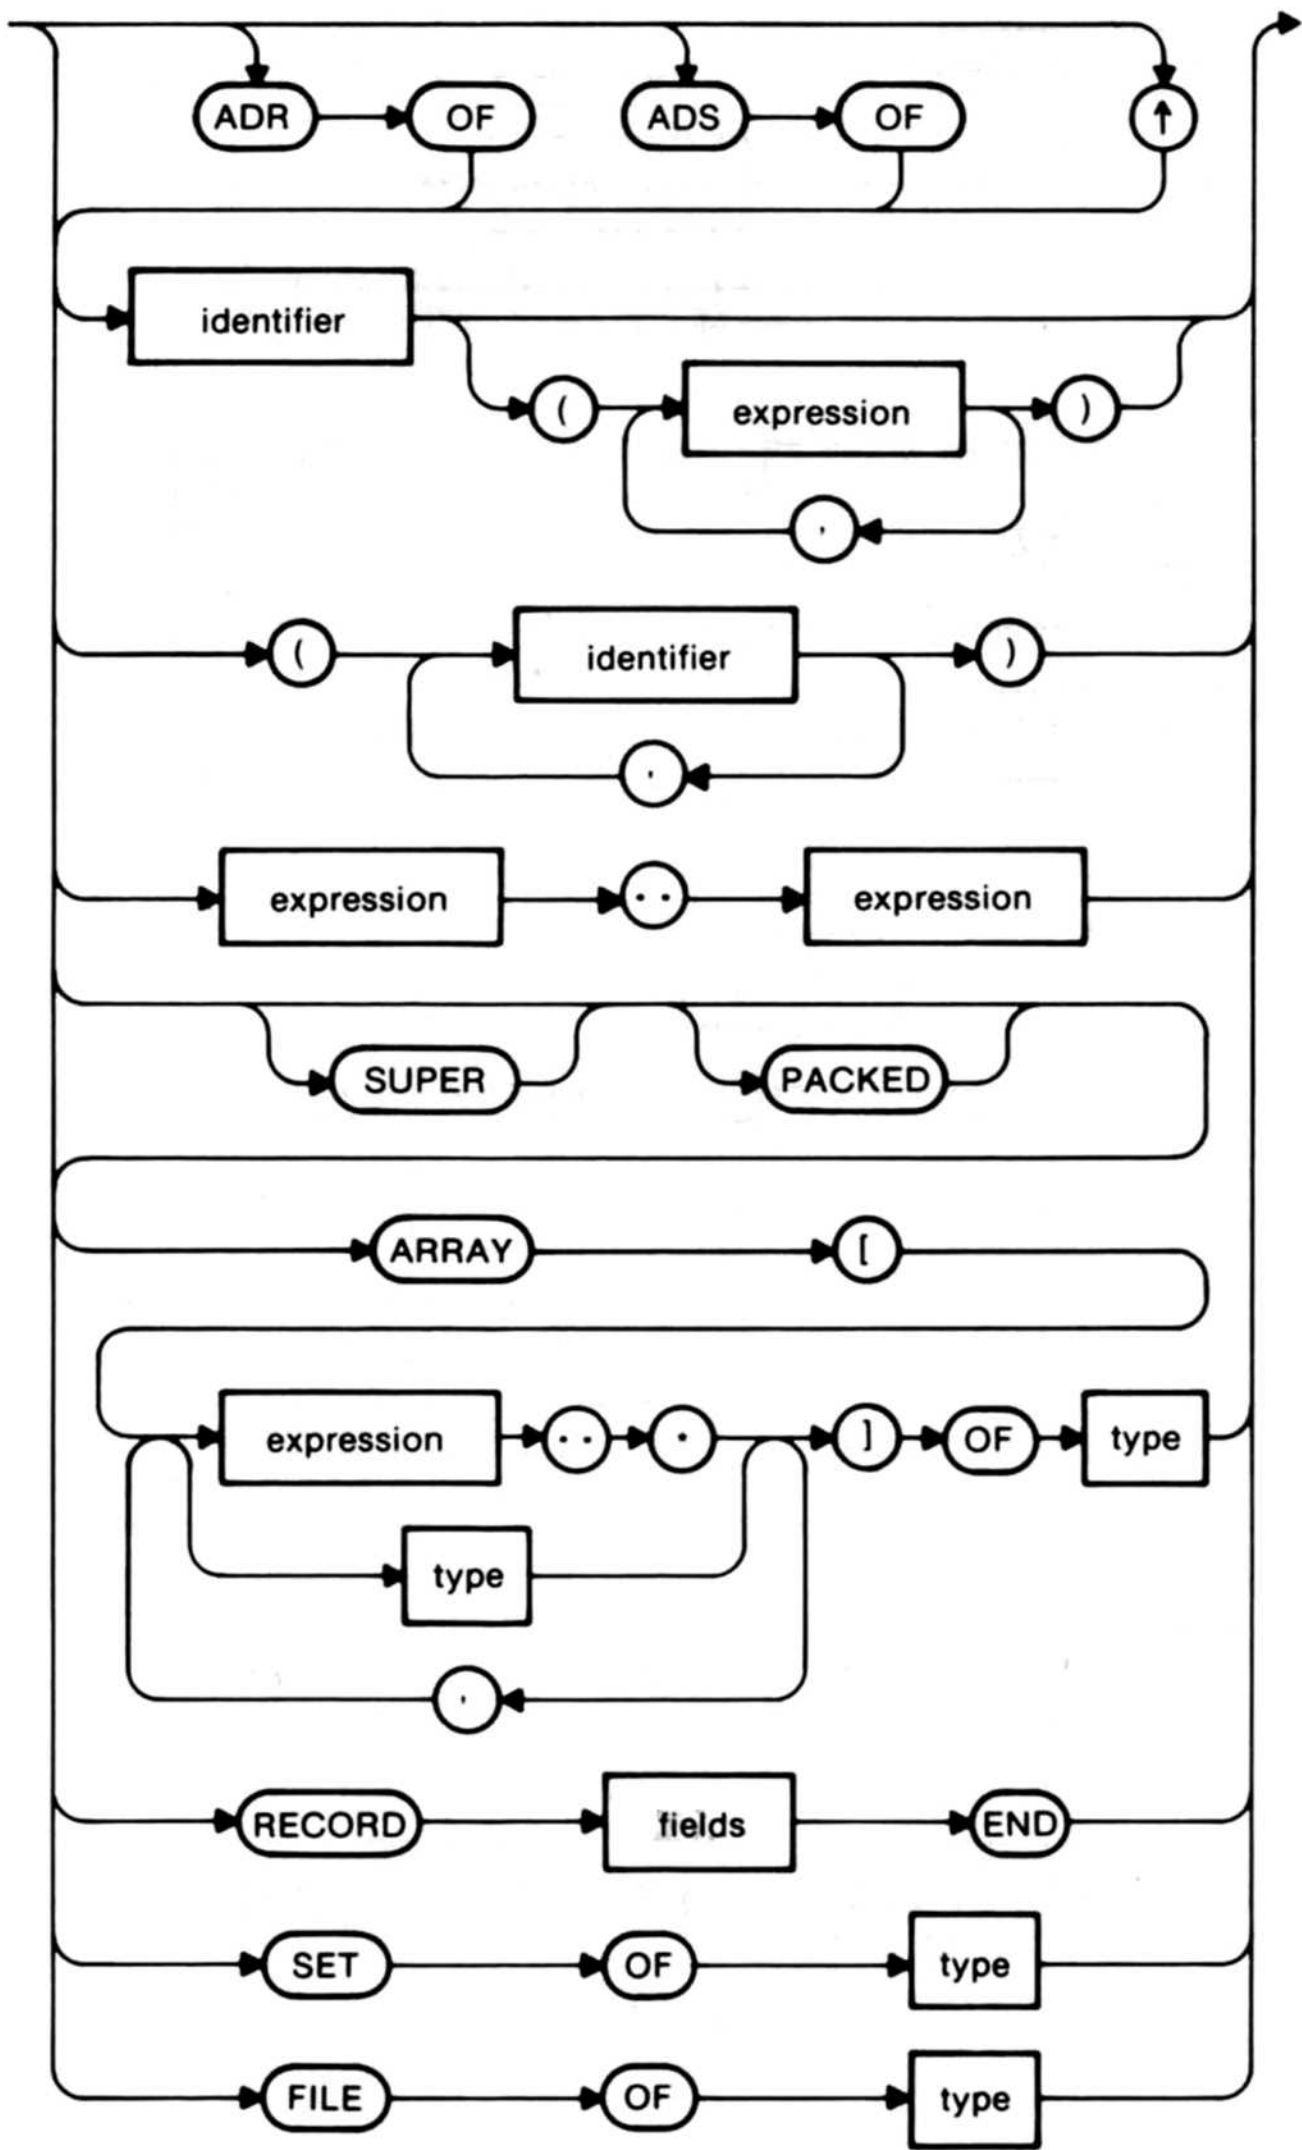 ADR OF ADS OF ↑
identifier
( expression )
,
( identifier )
,
expression .. expression
SUPER PACKED
ARRAY [
expression .. * ] OF type
type
,
RECORD fields END
SET OF type
FILE OF type